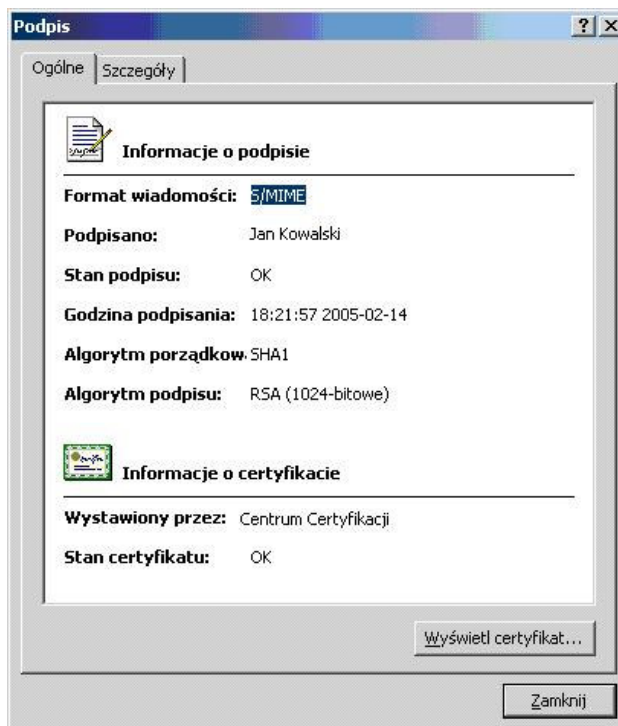 Podpis
Ogólne Szczegóły
Informacje o podpisie
Format wiadomości: S/MIME
Podpisano: Jan Kowalski
Stan podpisu: OK
Godzina podpisania: 18:21:57 2005-02-14
Algorytm porządkow SHA1
Algorytm podpisu: RSA (1024-bitowe)
Informacje o certyfikacie
Wystawiony przez: Centrum Certyfikacji
Stan certyfikatu: OK
Wyświetl certyfikat...
Zamknij